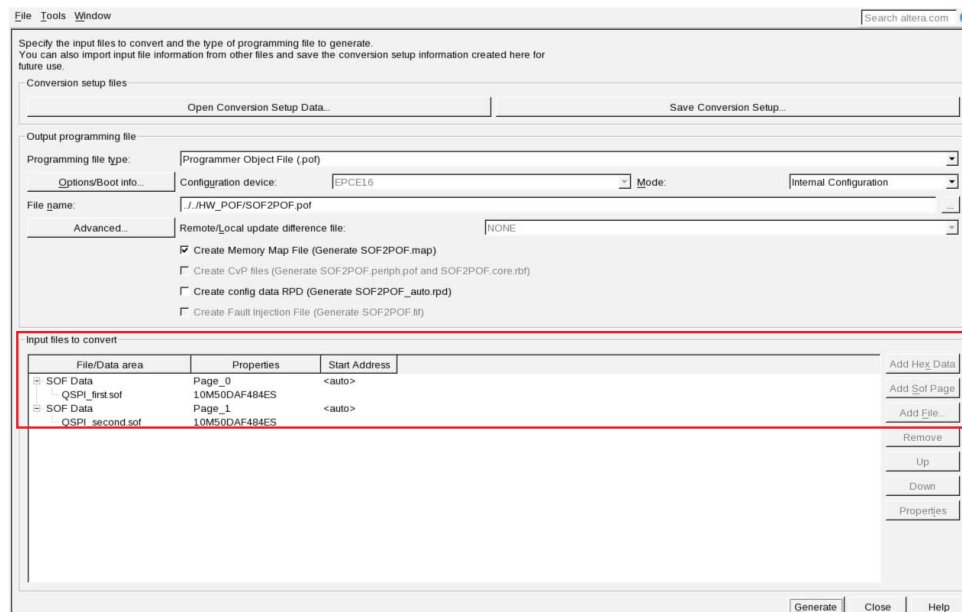 File Tools Window
Search altera.com
Specify the input files to convert and the type of programming file to generate.
You can also import input file information from other files and save the conversion setup information created here for
future use.
Conversion setup files
Open Conversion Setup Data... Save Conversion Setup...
Output programming file
Programming file type: Programmer Object File (.pof)
Options/Boot info... Configuration device: EPCE16 Mode: Internal Configuration
File name: ../../HW_POF/SOF2POF.pof ...
Advanced... Remote/Local update difference file: NONE
Create Memory Map File (Generate SOF2POF.map)
Create CvP files (Generate SOF2POF.periph.pof and SOF2POF.core.rbf)
Create config data RPD (Generate SOF2POF_auto.rpd)
Create Fault Injection File (Generate SOF2POF.fif)
Input files to convert
File/Data area Properties Start Address
Add Hex Data
SOF Data Page_0 <auto>
Add Sof Page
QSPI_first.sof 10M50DAF484ES
SOF Data Page_1 <auto>
Add File...
QSPI_second.sof 10M50DAF484ES
Remove
Up
Down
Properties
Generate Close Help